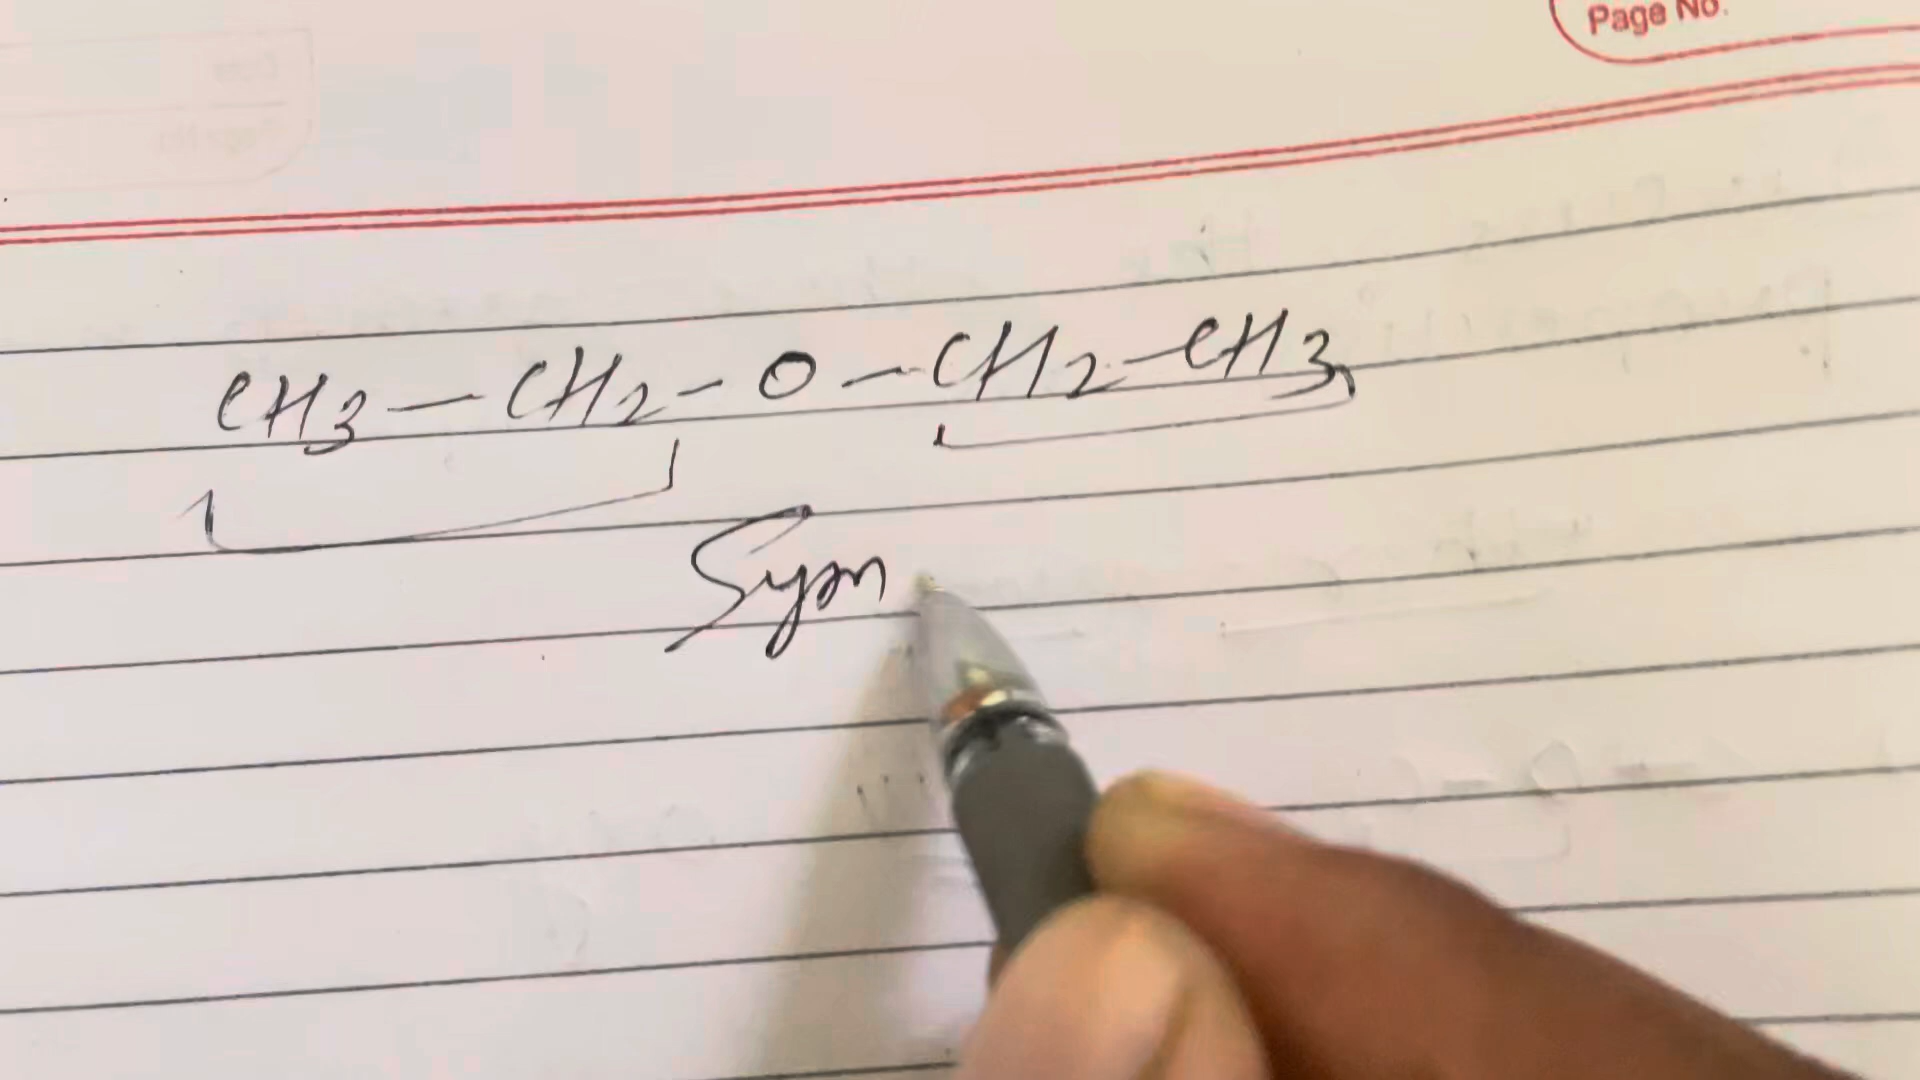 Page No.
CH3 — CH2 - O — CH2 - CH3
Sym